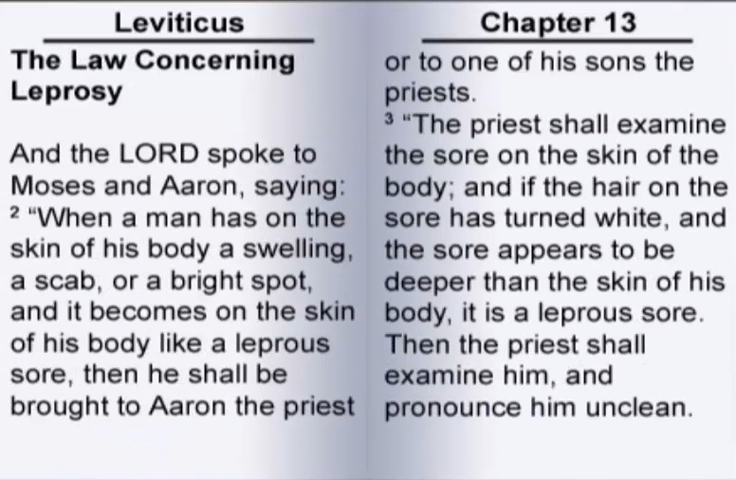 Leviticus
The Law Concerning
Leprosy
And the LORD spoke to
Moses and Aaron, saying:
² “When a man has on the
skin of his body a swelling,
a scab, or a bright spot,
and it becomes on the skin
of his body like a leprous
sore, then he shall be
brought to Aaron the priest
Chapter 13
or to one of his sons the
priests.
³ “The priest shall examine
the sore on the skin of the
body; and if the hair on the
sore has turned white, and
the sore appears to be
deeper than the skin of his
body, it is a leprous sore.
Then the priest shall
examine him, and
pronounce him unclean.